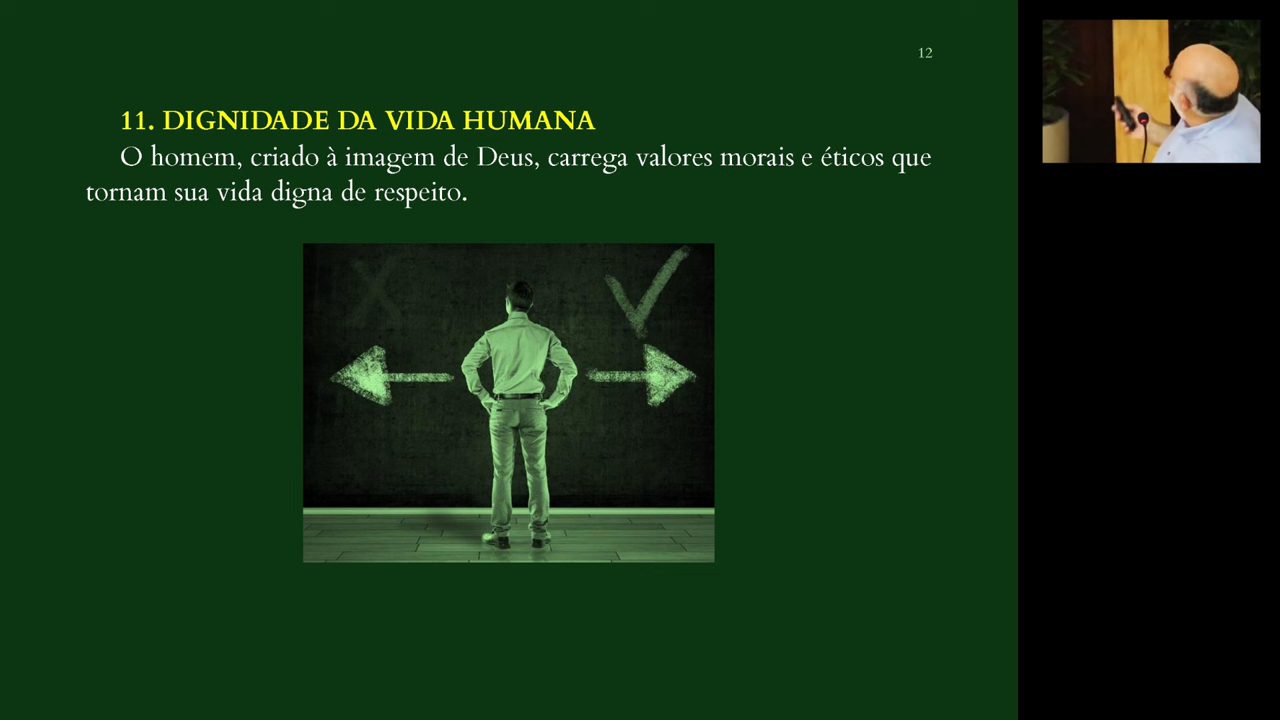 12
11. DIGNIDADE DA VIDA HUMANA
O homem, criado à imagem de Deus, carrega valores morais e éticos que
tornam sua vida digna de respeito.